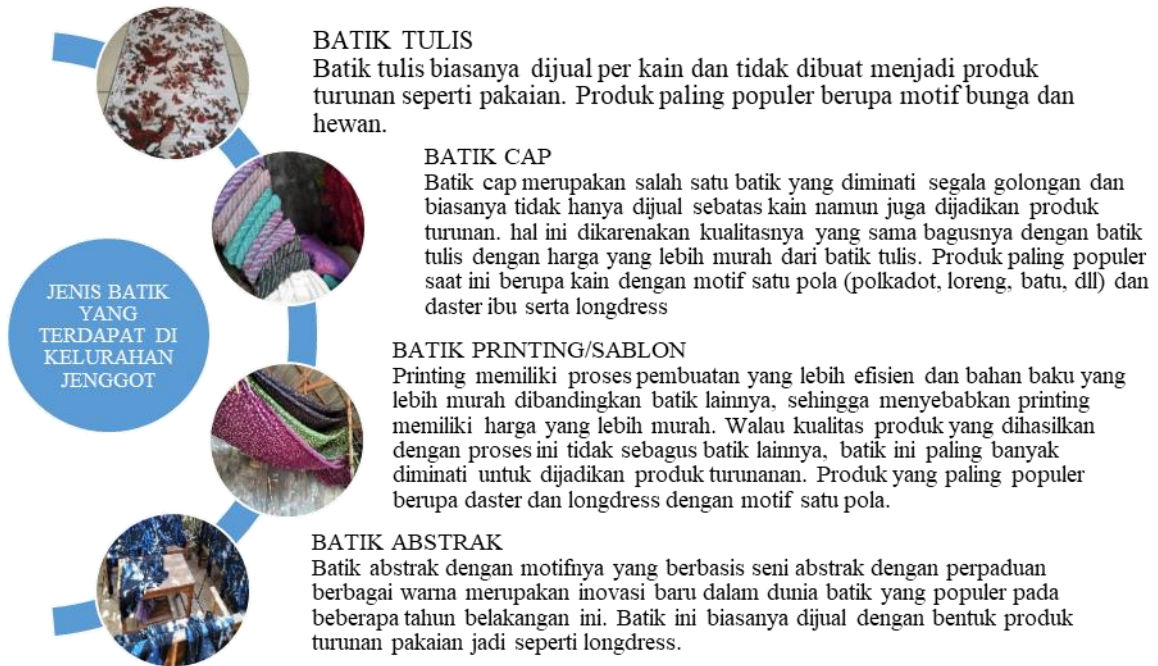 JENIS BATIK
YANG
TERDAPAT DI
KELURAHAN
JENGGOT
BATIK TULIS
Batik tulis biasanya dijual per kain dan tidak dibuat menjadi produk
turunan seperti pakaian. Produk paling populer berupa motif bunga dan
hewan.
BATIK CAP
Batik cap merupakan salah satu batik yang diminati segala golongan dan
biasanya tidak hanya dijual sebatas kain namun juga dijadikan produk
turunan. hal ini dikarenakan kualitasnya yang sama bagusnya dengan batik
tulis dengan harga yang lebih murah dari batik tulis. Produk paling populer
saat ini berupa kain dengan motif satu pola (polkadot, loreng, batu, dll) dan
daster ibu serta longdress
BATIK PRINTING/SABLON
Printing memiliki proses pembuatan yang lebih efisien dan bahan baku yang
lebih murah dibandingkan batik lainnya, sehingga menyebabkan printing
memiliki harga yang lebih murah. Walau kualitas produk yang dihasilkan
dengan proses ini tidak sebagus batik lainnya, batik ini paling banyak
diminati untuk dijadikan produk turunanan. Produk yang paling populer
berupa daster dan longdress dengan motif satu pola.
BATIK ABSTRAK
Batik abstrak dengan motifnya yang berbasis seni abstrak dengan perpaduan
berbagai warna merupakan inovasi baru dalam dunia batik yang populer pada
beberapa tahun belakangan ini. Batik ini biasanya dijual dengan bentuk produk
turunan pakaian jadi seperti longdress.